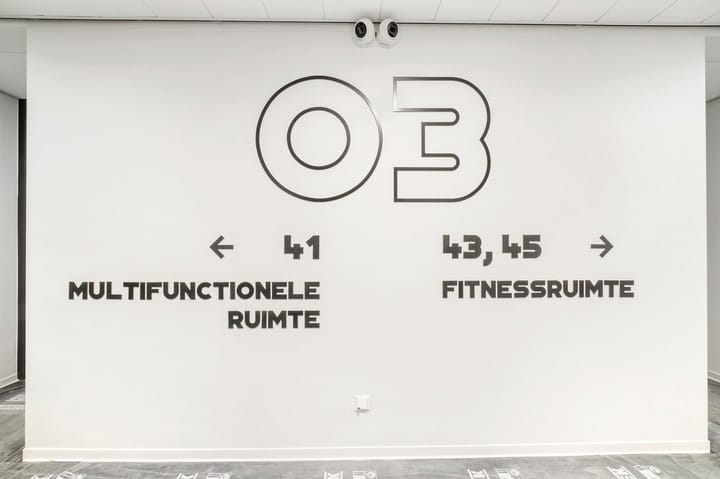 03
← 41
43, 45 →
MULTIFUNCTIONELE
RUIMTE
FITNESSRUIMTE